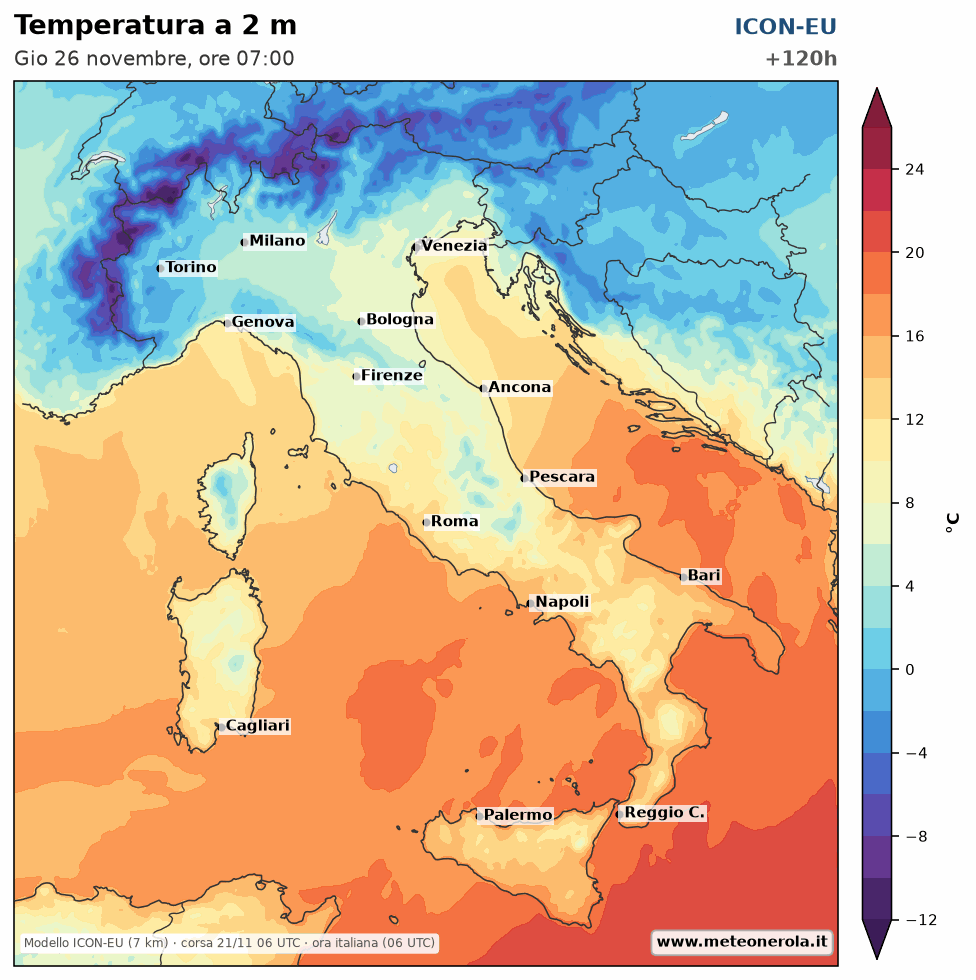 Temperatura a 2 m
ICON-EU
Gio 26 novembre, ore 07:00
+120h
24
20
16
12
8
4
0
−4
−8
−12
°C
Milano
Venezia
Torino
Genova
Bologna
Firenze
Ancona
Pescara
Roma
Bari
Napoli
Cagliari
Palermo
Reggio C.
Modello ICON-EU (7 km) · corsa 21/11 06 UTC · ora italiana (06 UTC)
www.meteonerola.it